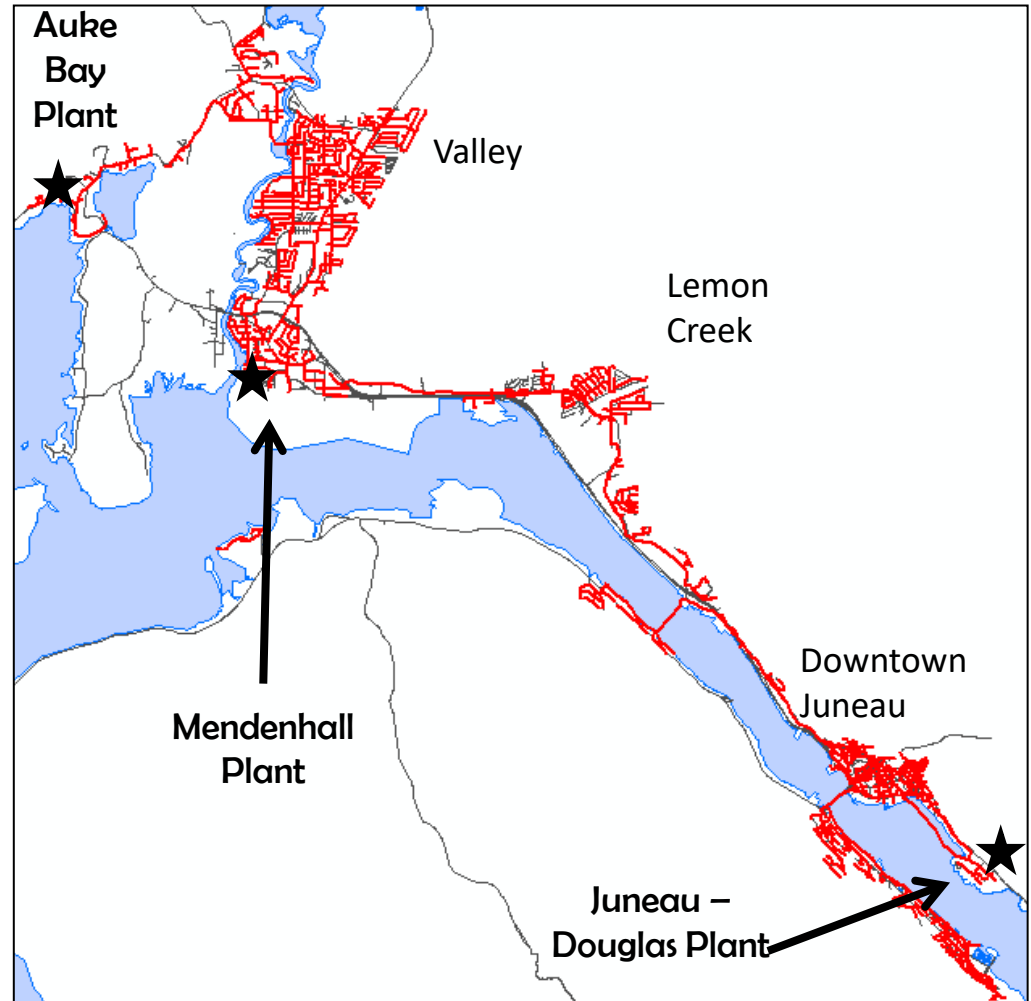 Auke
Bay
Plant
Valley
Lemon
Creek
Downtown
Juneau
Mendenhall
Plant
Juneau –
Douglas Plant